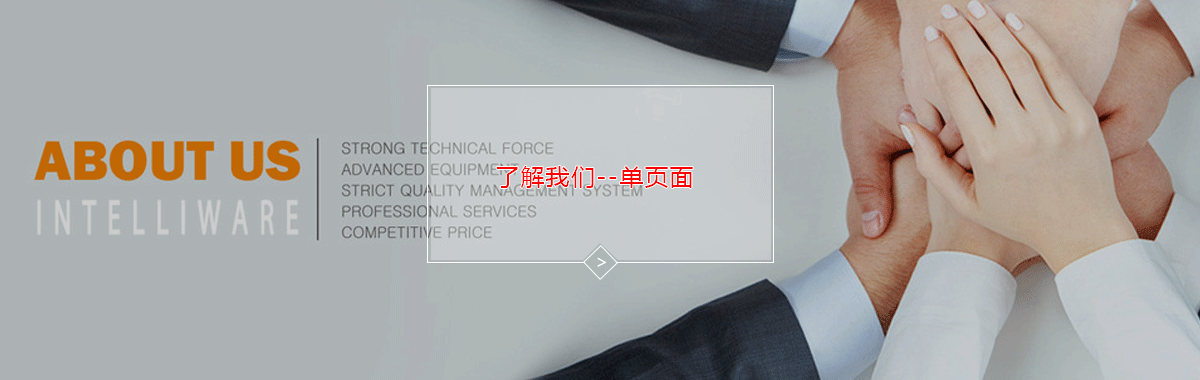 ABOUT US
INTELLIWARE
STRONG TECHNICAL FORCE
ADVANCED EQUIPMENT
STRICT QUALITY MANAGEMENT SYSTEM
PROFESSIONAL SERVICES
COMPETITIVE PRICE
了解我们--单页面
>